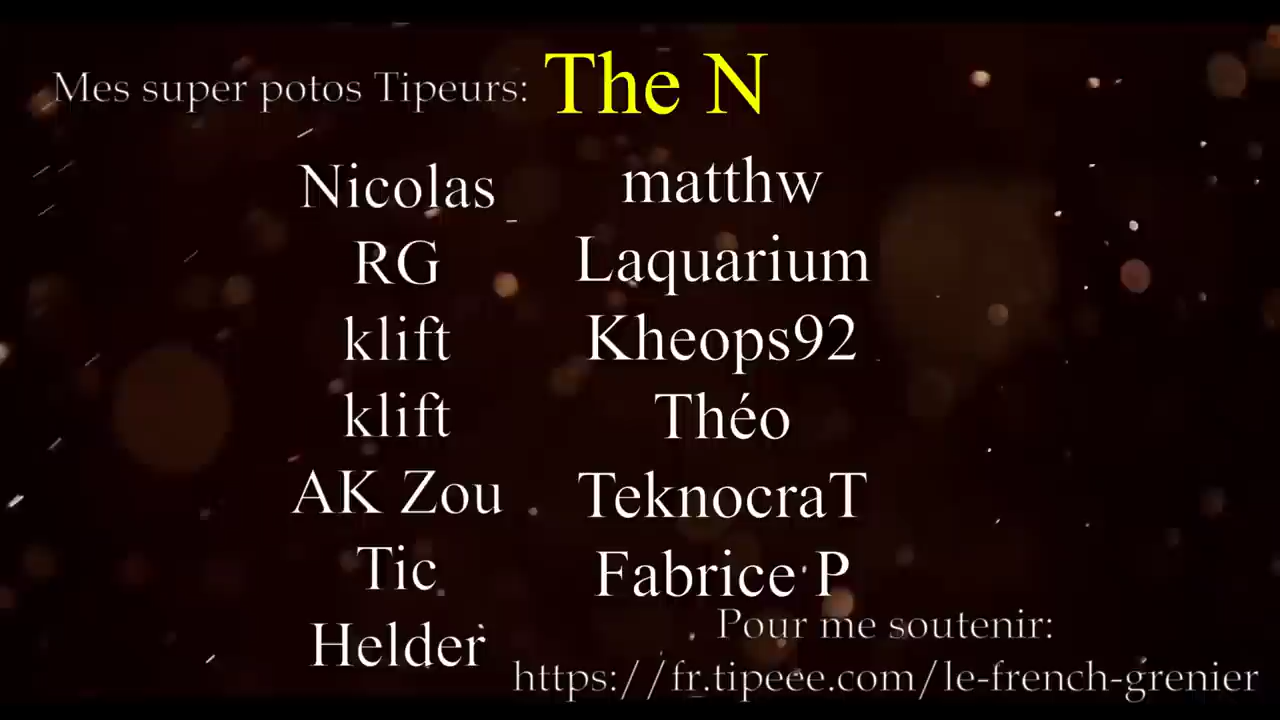 Mes super potos Tipeurs: The N
Nicolas matthw
RG Laquarium
klift Kheops92
klift Théo
AK Zou TeknocraT
Tic Fabrice P
Helder
Pour me soutenir:
https://fr.tipeee.com/le-french-grenier